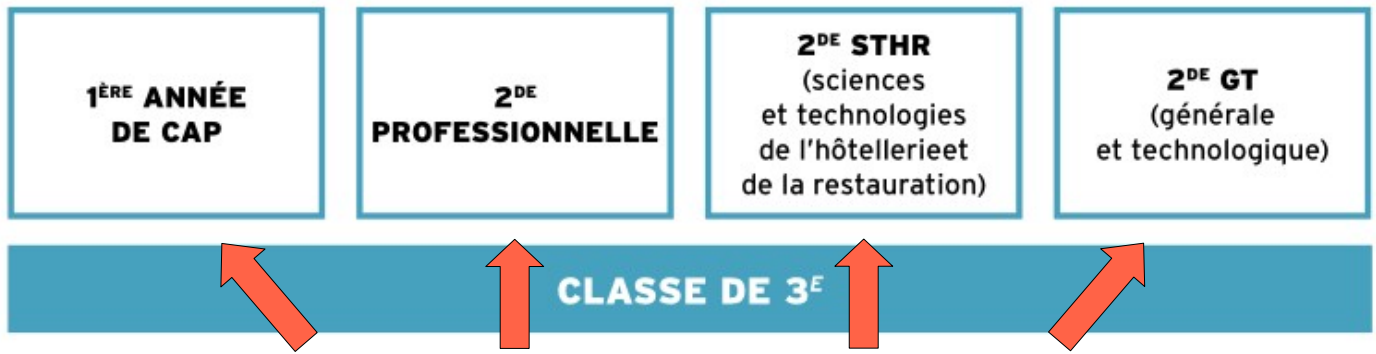 1ÈRE ANNÉE
DE CAP
2DE
PROFESSIONNELLE
2DE STHR
(sciences
et technologies
de l'hôtellerieet
de la restauration)
2DE GT
(générale
et technologique)
CLASSE DE 3E